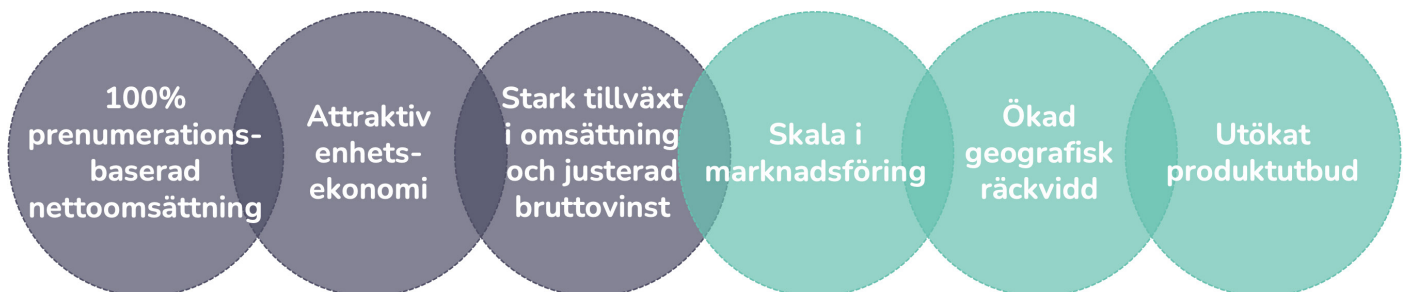 100%
prenumerations-
baserad
nettoomsättning
Attraktiv
enhets-
ekonomi
Stark tillväxt
i omsättning
och justerad
bruttovinst
Skala i
marknadsföring
Ökad
geografisk
räckvidd
Utökat
produktutbud